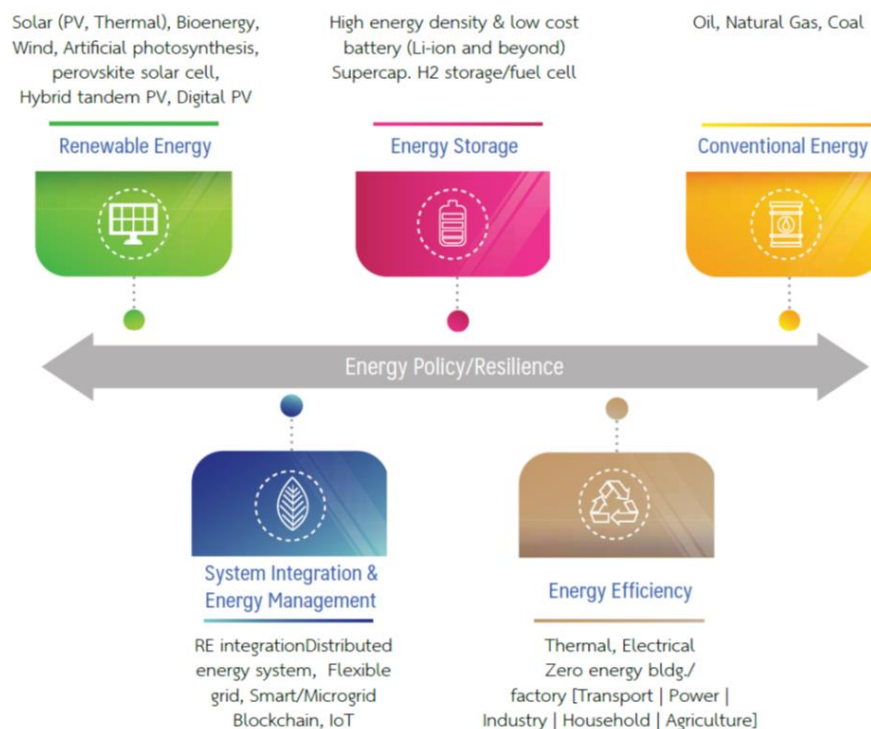 Solar (PV, Thermal), Bioenergy,
Wind, Artificial photosynthesis,
perovskite solar cell,
Hybrid tandem PV, Digital PV
Renewable Energy
High energy density & low cost
battery (Li-ion and beyond)
Supercap. H2 storage/fuel cell
Energy Storage
Oil, Natural Gas, Coal
Conventional Energy
Energy Policy/Resilience
System Integration &
Energy Management
RE integrationDistributed
energy system, Flexible
grid, Smart/Microgrid
Blockchain, IoT
Energy Efficiency
Thermal, Electrical
Zero energy bldg./
factory [Transport | Power |
Industry | Household | Agriculture]